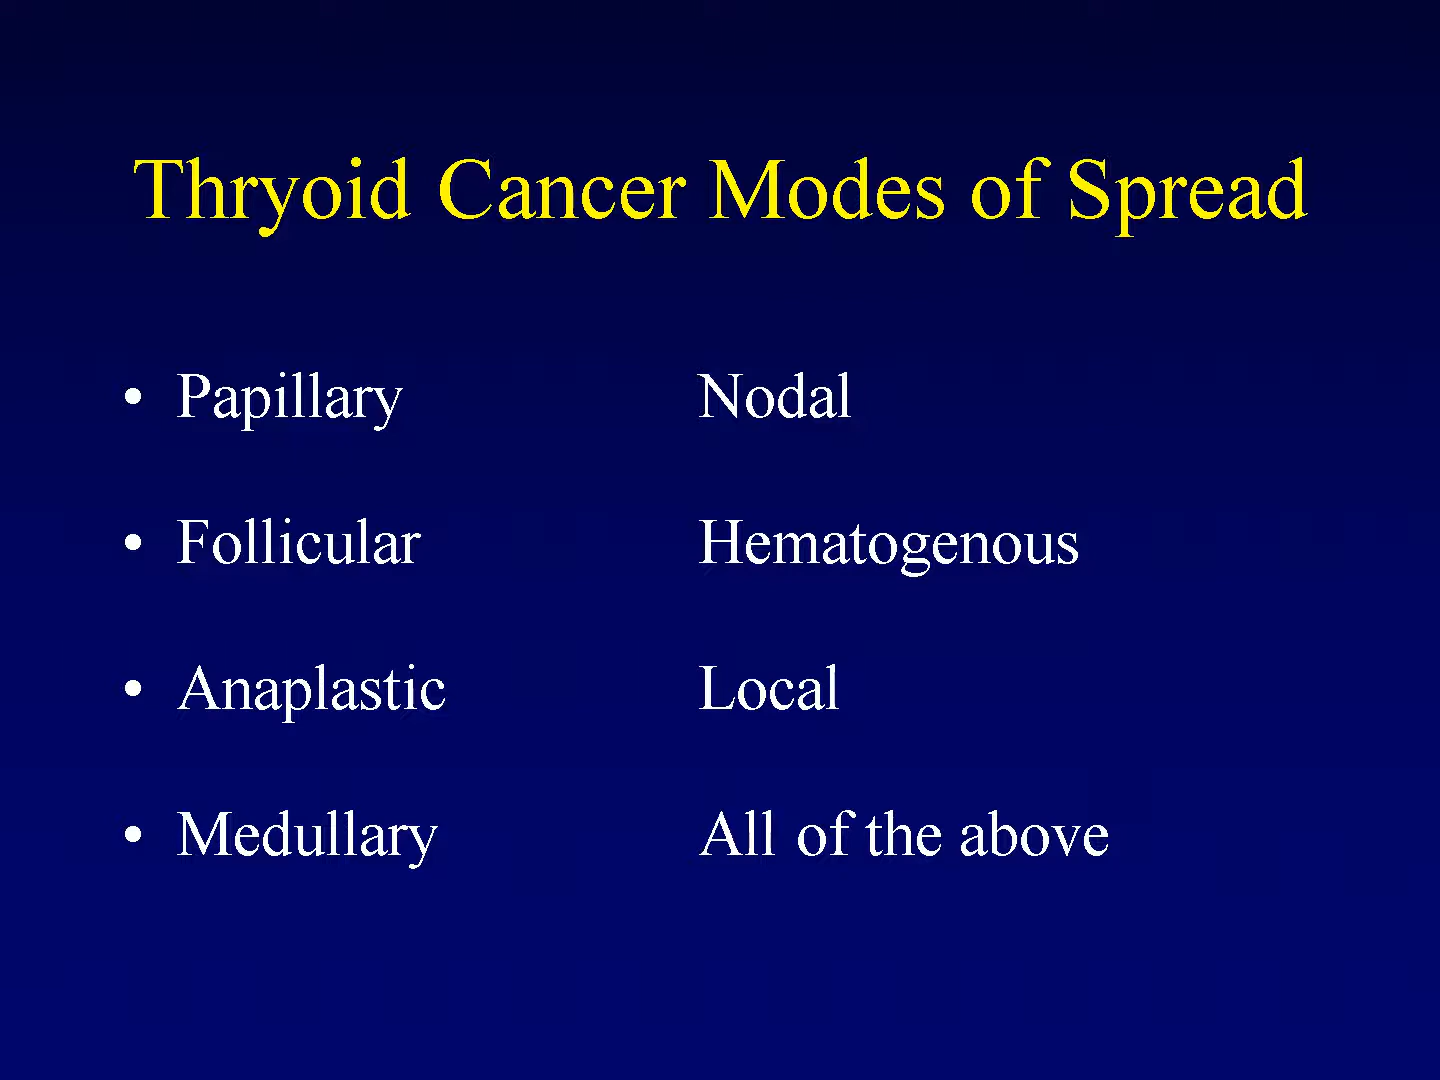 Thryoid Cancer Modes of Spread
• Papillary Nodal
• Follicular Hematogenous
• Anaplastic Local
• Medullary All of the above